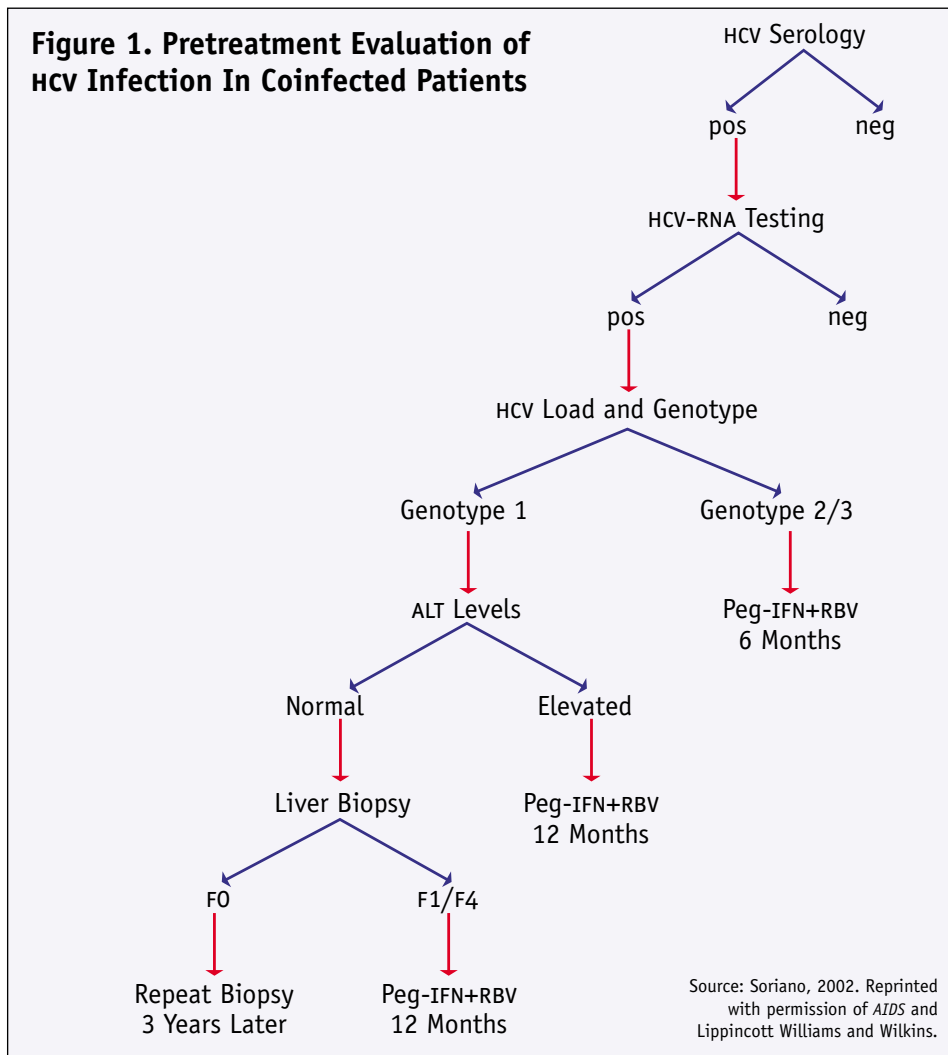 Figure 1. Pretreatment Evaluation of
HCV Infection In Coinfected Patients
HCV Serology
pos
neg
HCV-RNA Testing
pos
neg
HCV Load and Genotype
Genotype 1
Genotype 2/3
ALT Levels
Peg-IFN+RBV
6 Months
Normal
Elevated
Liver Biopsy
Peg-IFN+RBV
12 Months
F0
F1/F4
Repeat Biopsy
3 Years Later
Peg-IFN+RBV
12 Months
Source: Soriano, 2002. Reprinted
with permission of AIDS and
Lippincott Williams and Wilkins.